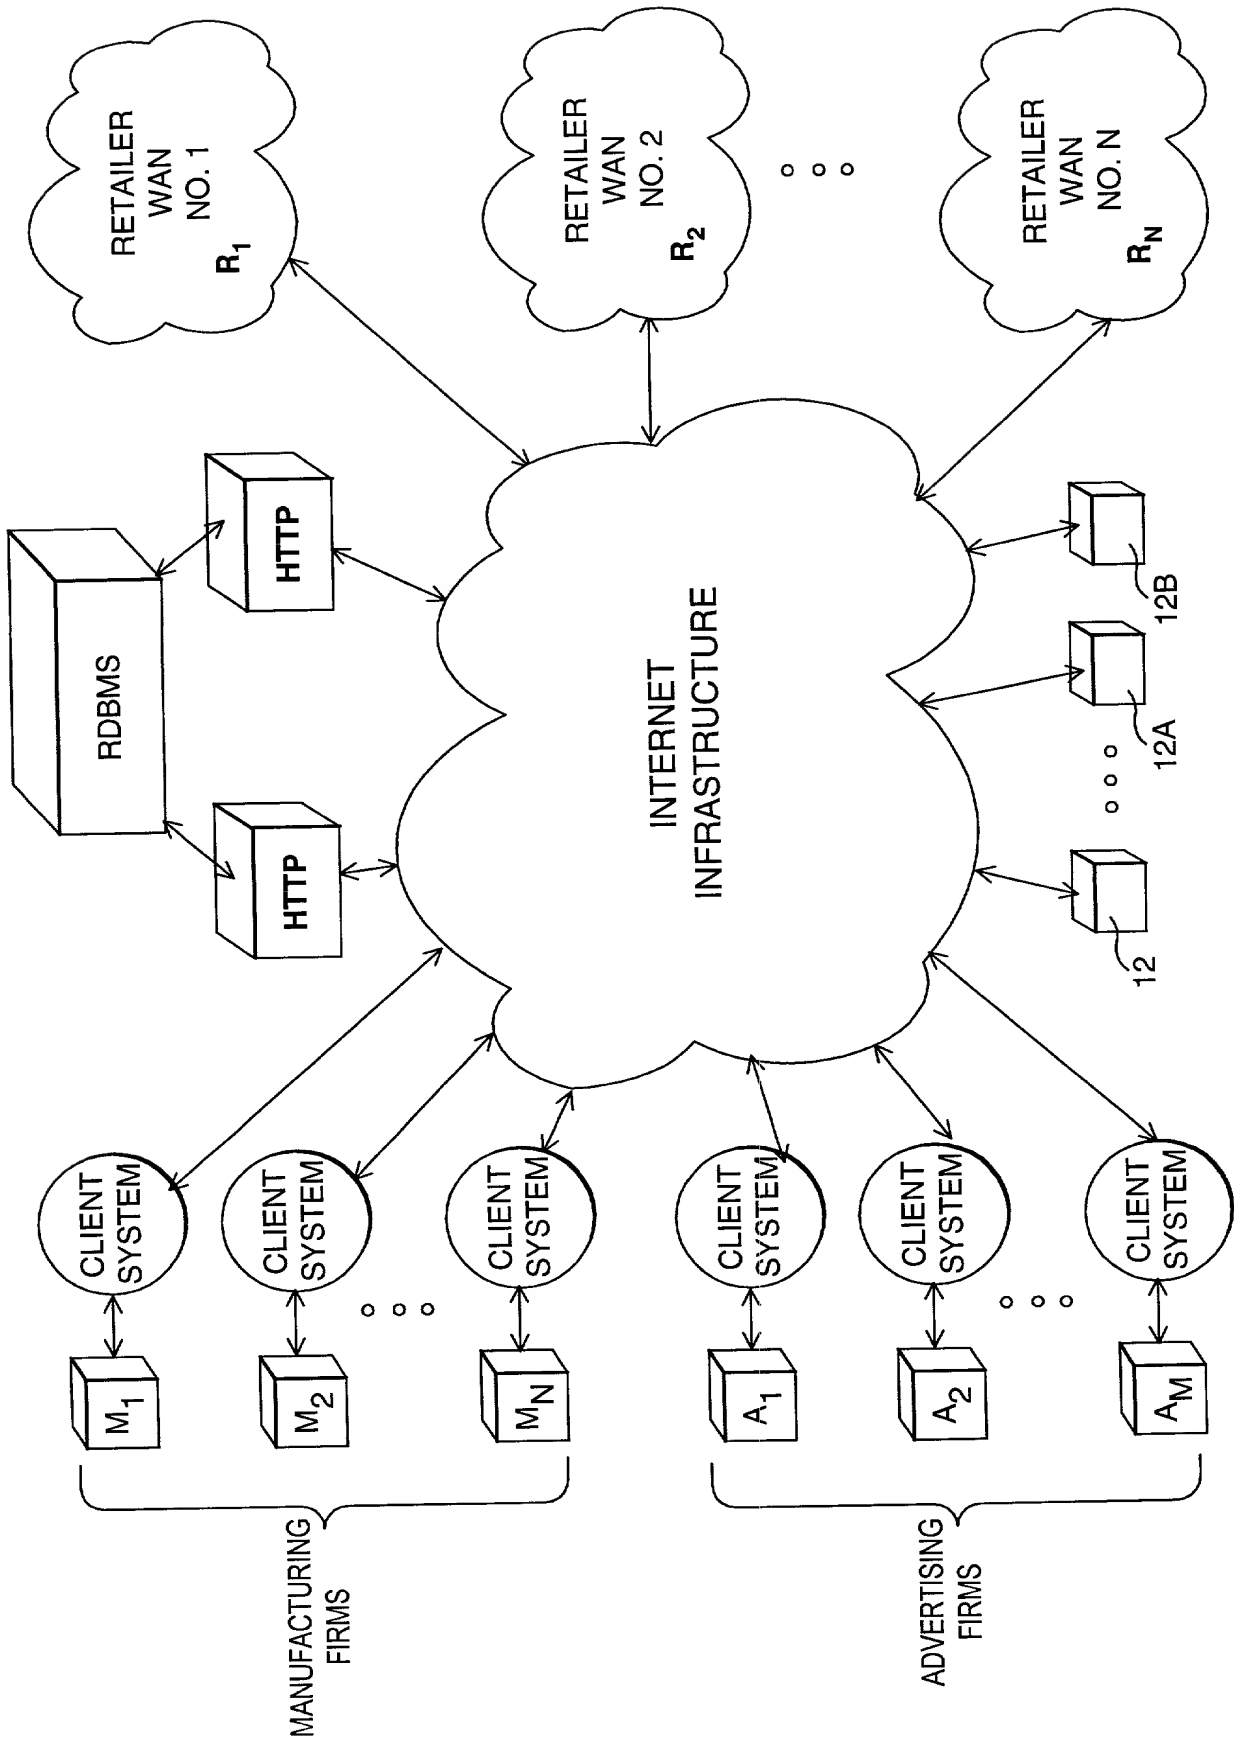 RDBMS
HTTP
HTTP
MANUFACTURING
FIRMS
M1
CLIENT
SYSTEM
M2
CLIENT
SYSTEM
MN
CLIENT
SYSTEM
ADVERTISING
FIRMS
A1
CLIENT
SYSTEM
A2
CLIENT
SYSTEM
AM
CLIENT
SYSTEM
INTERNET
INFRASTRUCTURE
RETAILER
WAN
NO. 1
R1
RETAILER
WAN
NO. 2
R2
RETAILER
WAN
NO. N
RN
12
12A
12B